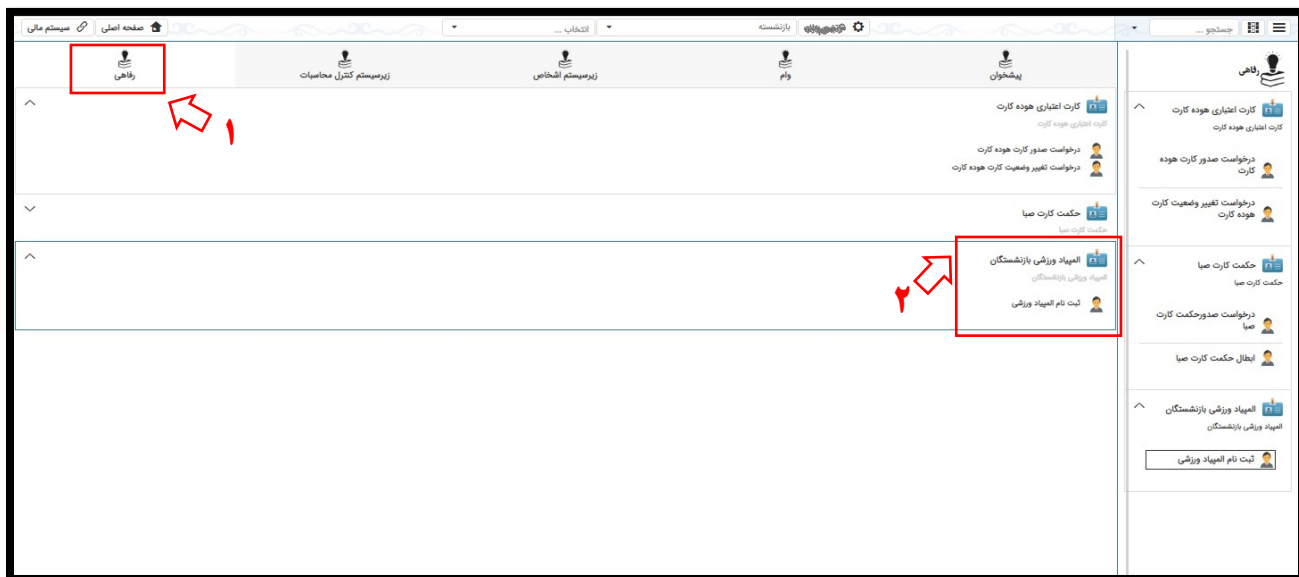 جستجو ...
بازنشسته
انتخاب ...
صفحه اصلی
سیستم مالی
رفاهی
پیشخوان
وام
زیرسیستم اشخاص
زیرسیستم کنترل محاسبات
رفاهی
۱
کارت اعتباری هوده کارت
کارت اعتباری هوده کارت
درخواست صدور کارت هوده کارت
درخواست تغییر وضعیت کارت هوده کارت
حکمت کارت صبا
حکمت کارت صبا
المپیاد ورزشی بازنشستگان
المپیاد ورزشی بازنشستگان
ثبت نام المپیاد ورزشی
۲
کارت اعتباری هوده کارت
کارت اعتباری هوده کارت
درخواست صدور کارت هوده
کارت
درخواست تغییر وضعیت کارت
هوده کارت
حکمت کارت صبا
حکمت کارت صبا
درخواست صدورحکمت کارت
صبا
ابطال حکمت کارت صبا
المپیاد ورزشی بازنشستگان
المپیاد ورزشی بازنشستگان
ثبت نام المپیاد ورزشی